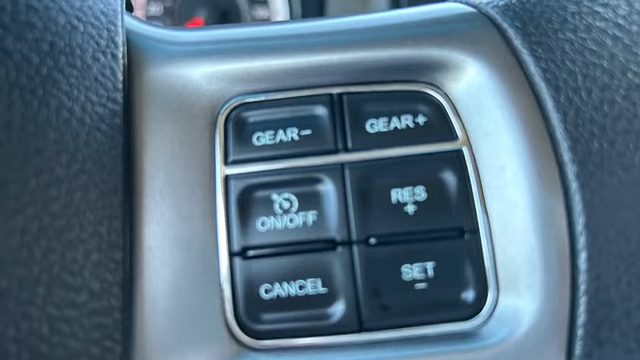 GEAR- GEAR+
ON/OFF RES
+
CANCEL SET
-